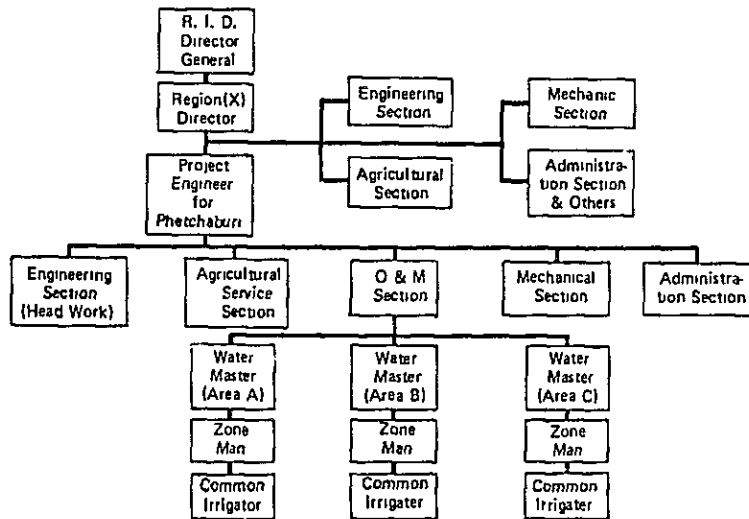 R. I. D.
Director
General
Region(X)
Director
Engineering
Section
Mechanic
Section
Agricultural
Section
Administra-
tion Section
& Others
Project
Engineer
for
Phetchaburi
Engineering
Section
(Head Work)
Agricultural
Service
Section
O & M
Section
Mechanical
Section
Administra-
tion Section
Water
Master
(Area A)
Water
Master
(Area B)
Water
Master
(Area C)
Zone
Man
Zone
Man
Zone
Man
Common
Irrigator
Common
Irrigater
Common
Irrigater